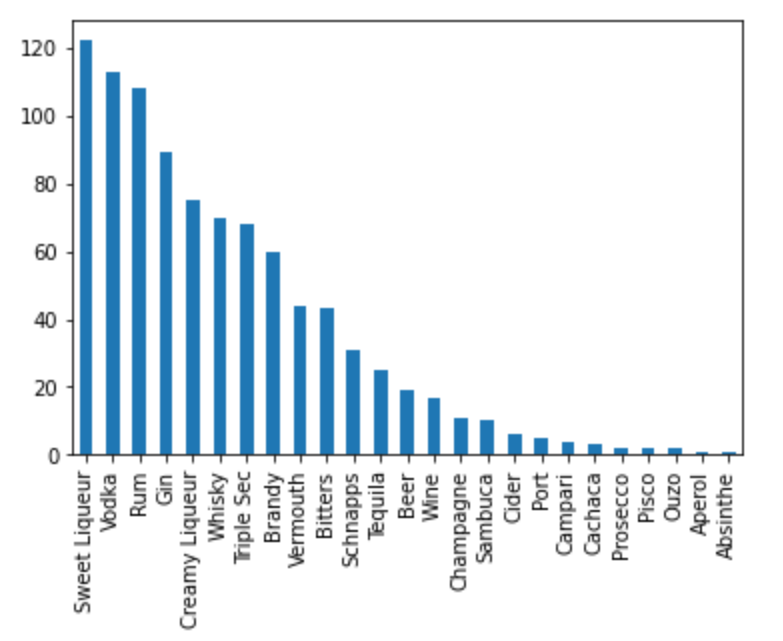 120
100
80
60
40
20
0
Sweet Liqueur
Vodka
Rum
Gin
Creamy Liqueur
Whisky
Triple Sec
Brandy
Vermouth
Bitters
Schnapps
Tequila
Beer
Wine
Champagne
Sambuca
Cider
Port
Campari
Cachaca
Prosecco
Pisco
Ouzo
Aperol
Absinthe